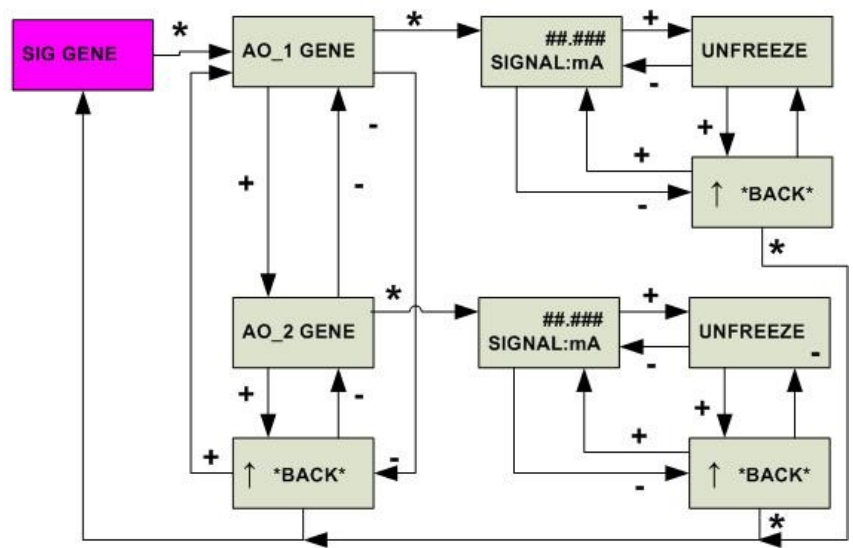 SIG GENE
*
AO_1 GENE
*
##.###
SIGNAL:mA
+
-
UNFREEZE
-
+
-
+
+
-
↑ *BACK*
*
AO_2 GENE
*
##.###
SIGNAL:mA
+
-
UNFREEZE
-
+
-
+
+
-
↑ *BACK*
+
-
↑ *BACK*
*